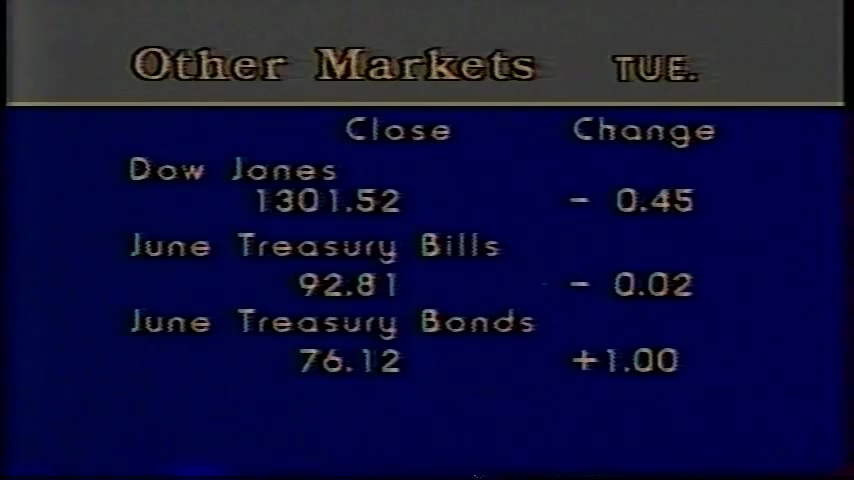 Other Markets TUE.
Close Change
Dow Jones
1301.52 - 0.45
June Treasury Bills
92.81 - 0.02
June Treasury Bonds
76.12 +1.00